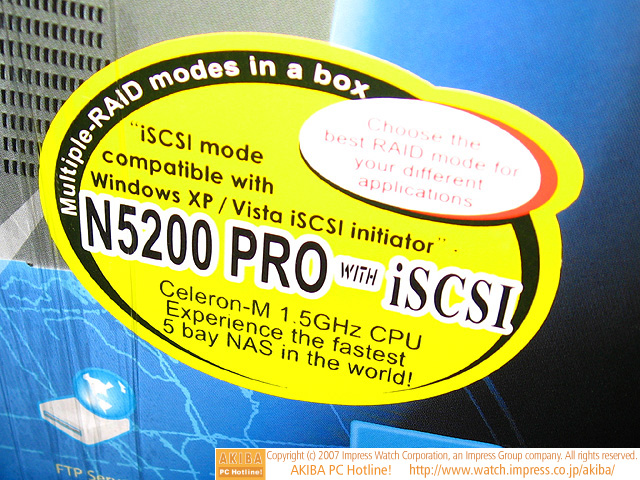 Multiple-RAID modes in a box
Choose the
best RAID mode for
your different
applications
"iSCSI mode
compatible with
Windows XP / Vista iSCSI initiator".
N5200 PRO WITH iSCSI
Celeron-M 1.5GHz CPU
Experience the fastest
5 bay NAS in the world!
FTP
AKIBA
PC Hotline!
Copyright (c) 2007 Impress Watch Corporation, an Impress Group company. All rights reserved.
AKIBA PC Hotline! http://www.watch.impress.co.jp/akiba/